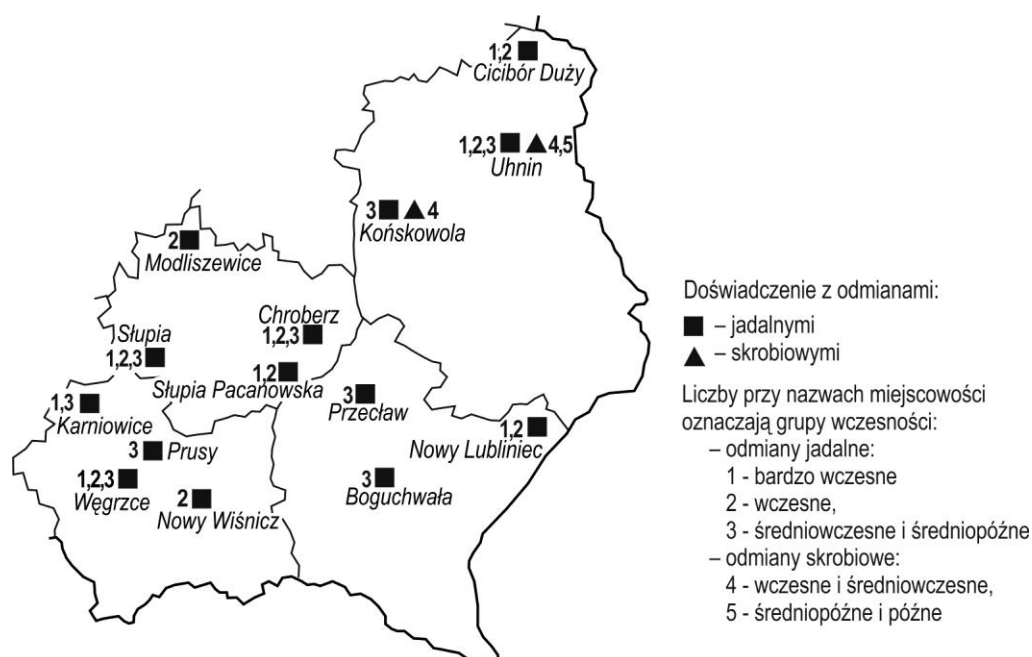 1,2
Cicibór Duży
1,2,3 4,5
Uhnin
3 4
Końskowola
2
Modliszewice
Chroberz
1,2,3
Słupia
1,2,3
1,2
Słupia Pacanowska
3
Przecław
1,3
Karniowice
1,2
Nowy Lubliniec
3 Prusy
1,2,3
Węgrzce
2
Nowy Wiśnicz
3
Boguchwała
Doświadczenie z odmianami:
– jadalnymi
– skrobiowymi
Liczby przy nazwach miejscowości
oznaczają grupy wczesności:
– odmiany jadalne:
1 - bardzo wczesne
2 - wczesne,
3 - średniowczesne i średniopóźne
– odmiany skrobiowe:
4 - wczesne i średniowczesne,
5 - średniopóźne i późne